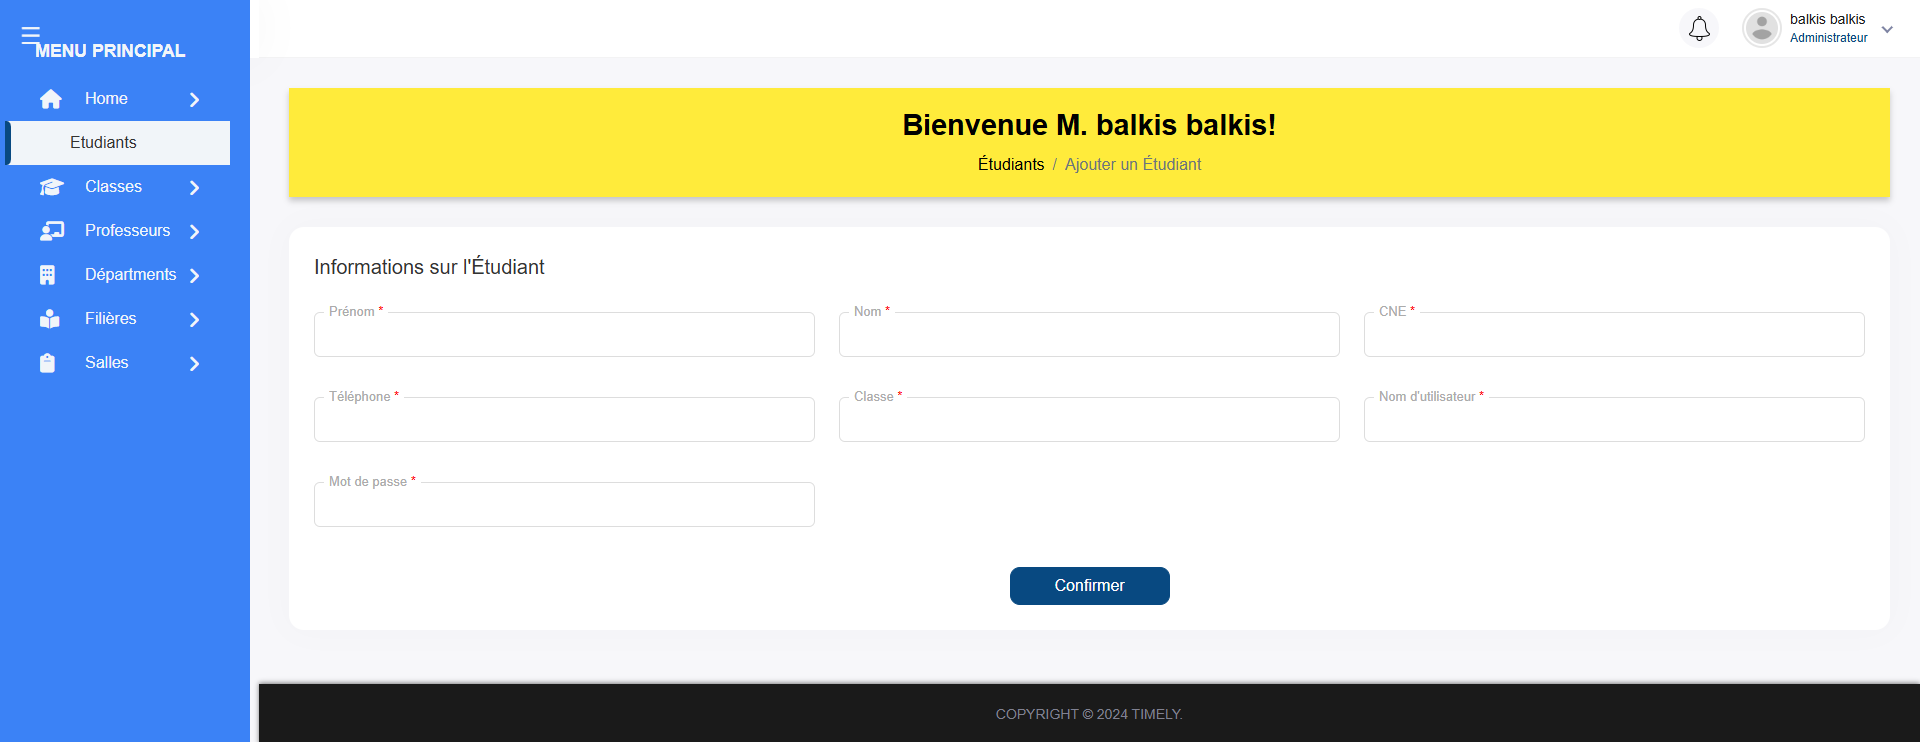 MENU PRINCIPAL
Home
Etudiants
Classes
Professeurs
Départments
Filières
Salles
balkis balkis
Administrateur
Bienvenue M. balkis balkis!
Étudiants / Ajouter un Étudiant
Informations sur l'Étudiant
Prénom * Nom * CNE *
Téléphone * Classe * Nom d'utilisateur *
Mot de passe *
Confirmer
COPYRIGHT © 2024 TIMELY.